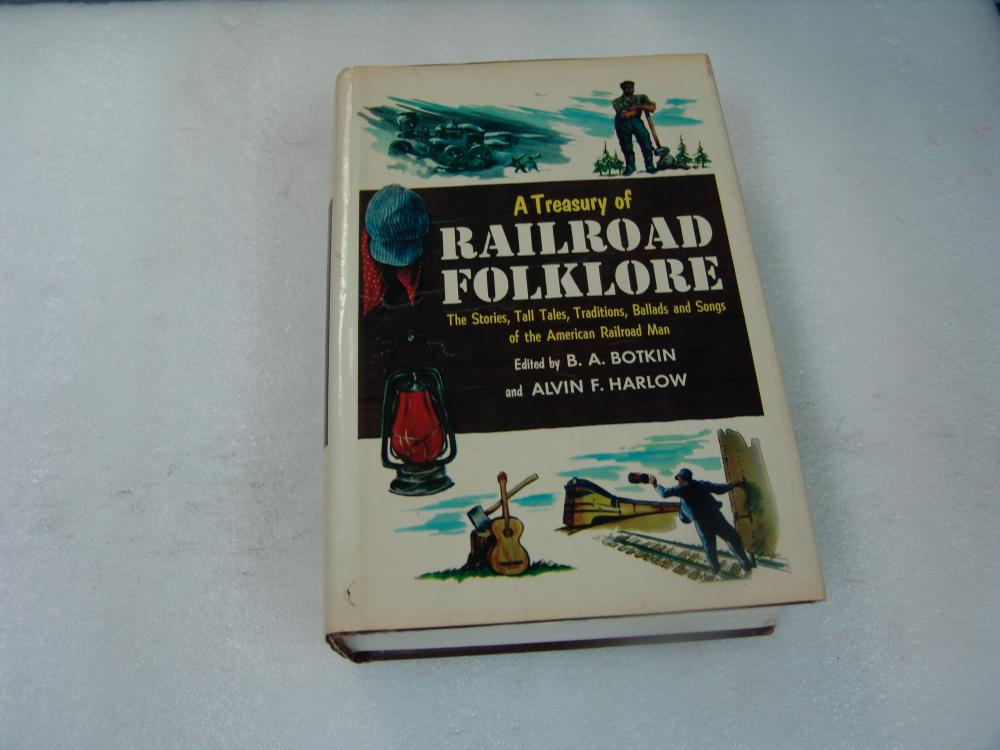 A Treasury of
RAILROAD
FOLKLORE
The Stories, Tall Tales, Traditions, Ballads and Songs
of the American Railroad Man
Edited by B. A. BOTKIN
and ALVIN F. HARLOW